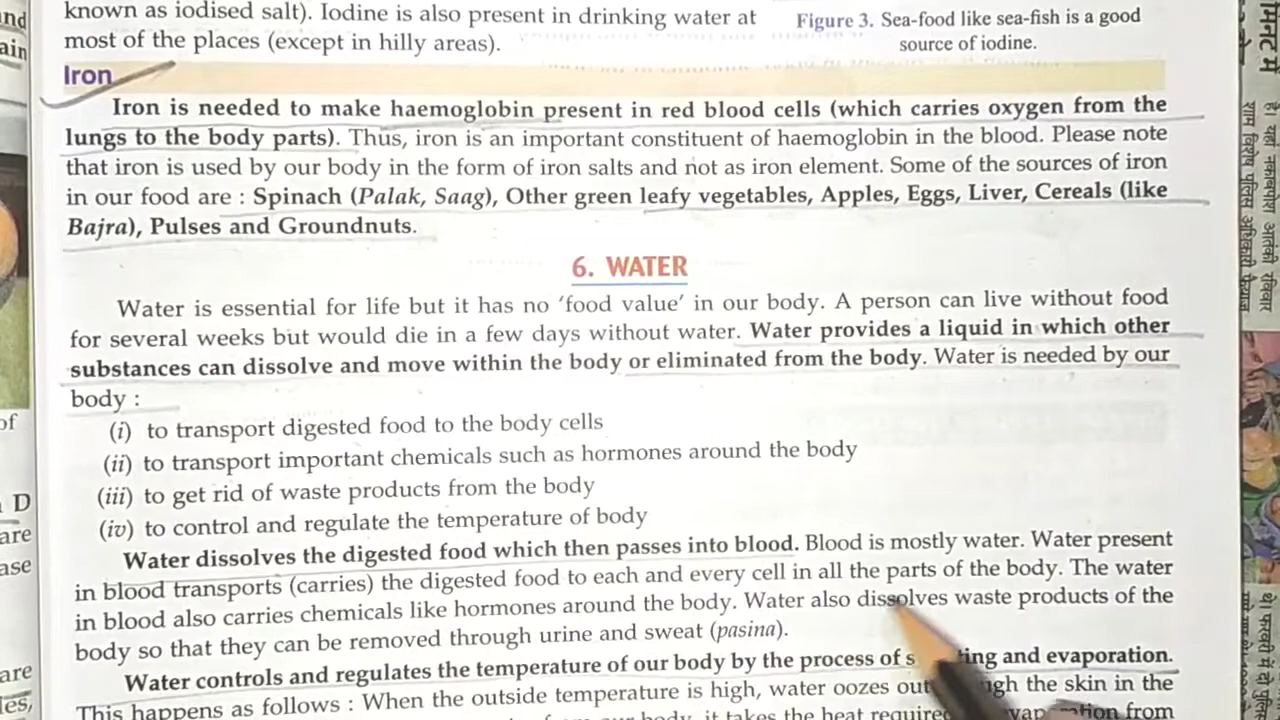 known as iodised salt). Iodine is also present in drinking water at
most of the places (except in hilly areas).
Figure 3. Sea-food like sea-fish is a good
source of iodine.
Iron
Iron is needed to make haemoglobin present in red blood cells (which carries oxygen from the
lungs to the body parts). Thus, iron is an important constituent of haemoglobin in the blood. Please note
that iron is used by our body in the form of iron salts and not as iron element. Some of the sources of iron
in our food are : Spinach (Palak, Saag), Other green leafy vegetables, Apples, Eggs, Liver, Cereals (like
Bajra), Pulses and Groundnuts.
6. WATER
Water is essential for life but it has no ‘food value’ in our body. A person can live without food
for several weeks but would die in a few days without water. Water provides a liquid in which other
substances can dissolve and move within the body or eliminated from the body. Water is needed by our
body :
(i) to transport digested food to the body cells
(ii) to transport important chemicals such as hormones around the body
(iii) to get rid of waste products from the body
(iv) to control and regulate the temperature of body
Water dissolves the digested food which then passes into blood. Blood is mostly water. Water present
in blood transports (carries) the digested food to each and every cell in all the parts of the body. The water
in blood also carries chemicals like hormones around the body. Water also dissolves waste products of the
body so that they can be removed through urine and sweat (pasina).
Water controls and regulates the temperature of our body by the process of and evaporation.
This happens as follows : When the outside temperature is high, water oozes out the skin in the
body, it takes the heat from
of
D
are
are